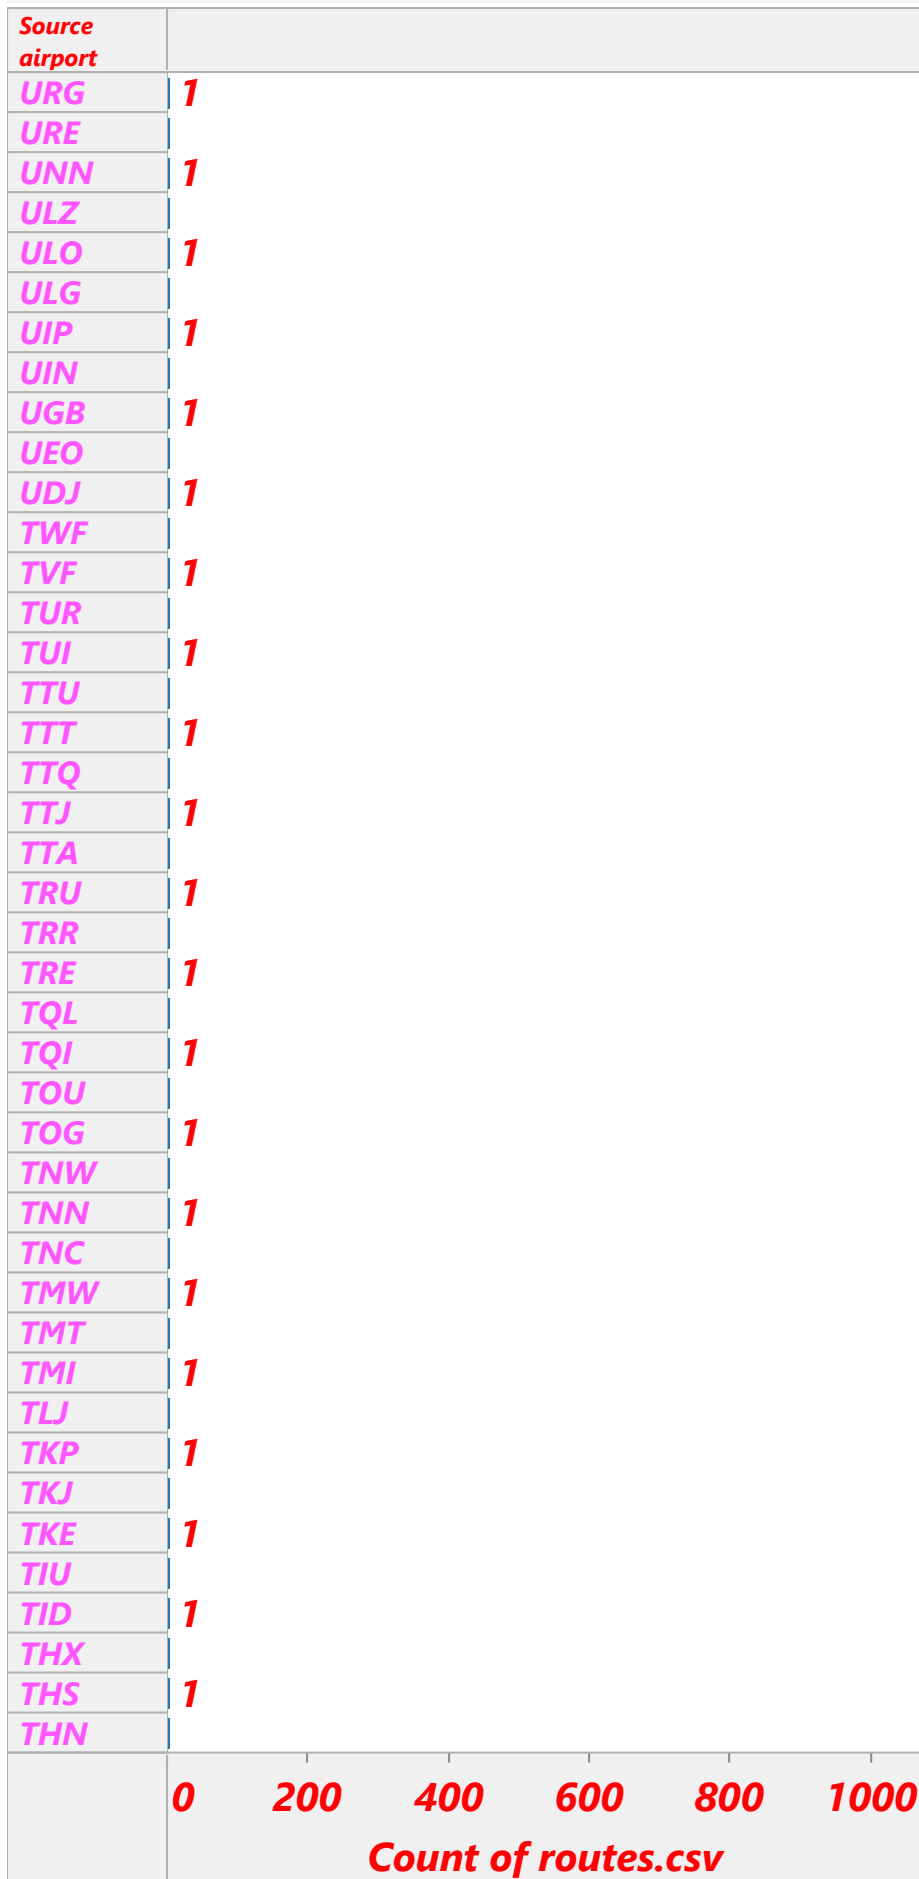 Source
airport
URG 1
URE
UNN 1
ULZ
ULO 1
ULG
UIP 1
UIN
UGB 1
UEO
UDJ 1
TWF
TVF 1
TUR
TUI 1
TTU
TTT 1
TTQ
TTJ 1
TTA
TRU 1
TRR
TRE 1
TQL
TQI 1
TOU
TOG 1
TNW
TNN 1
TNC
TMW 1
TMT
TMI 1
TLJ
TKP 1
TKJ
TKE 1
TIU
TID 1
THX
THS 1
THN
0 200 400 600 800 1000
Count of routes.csv